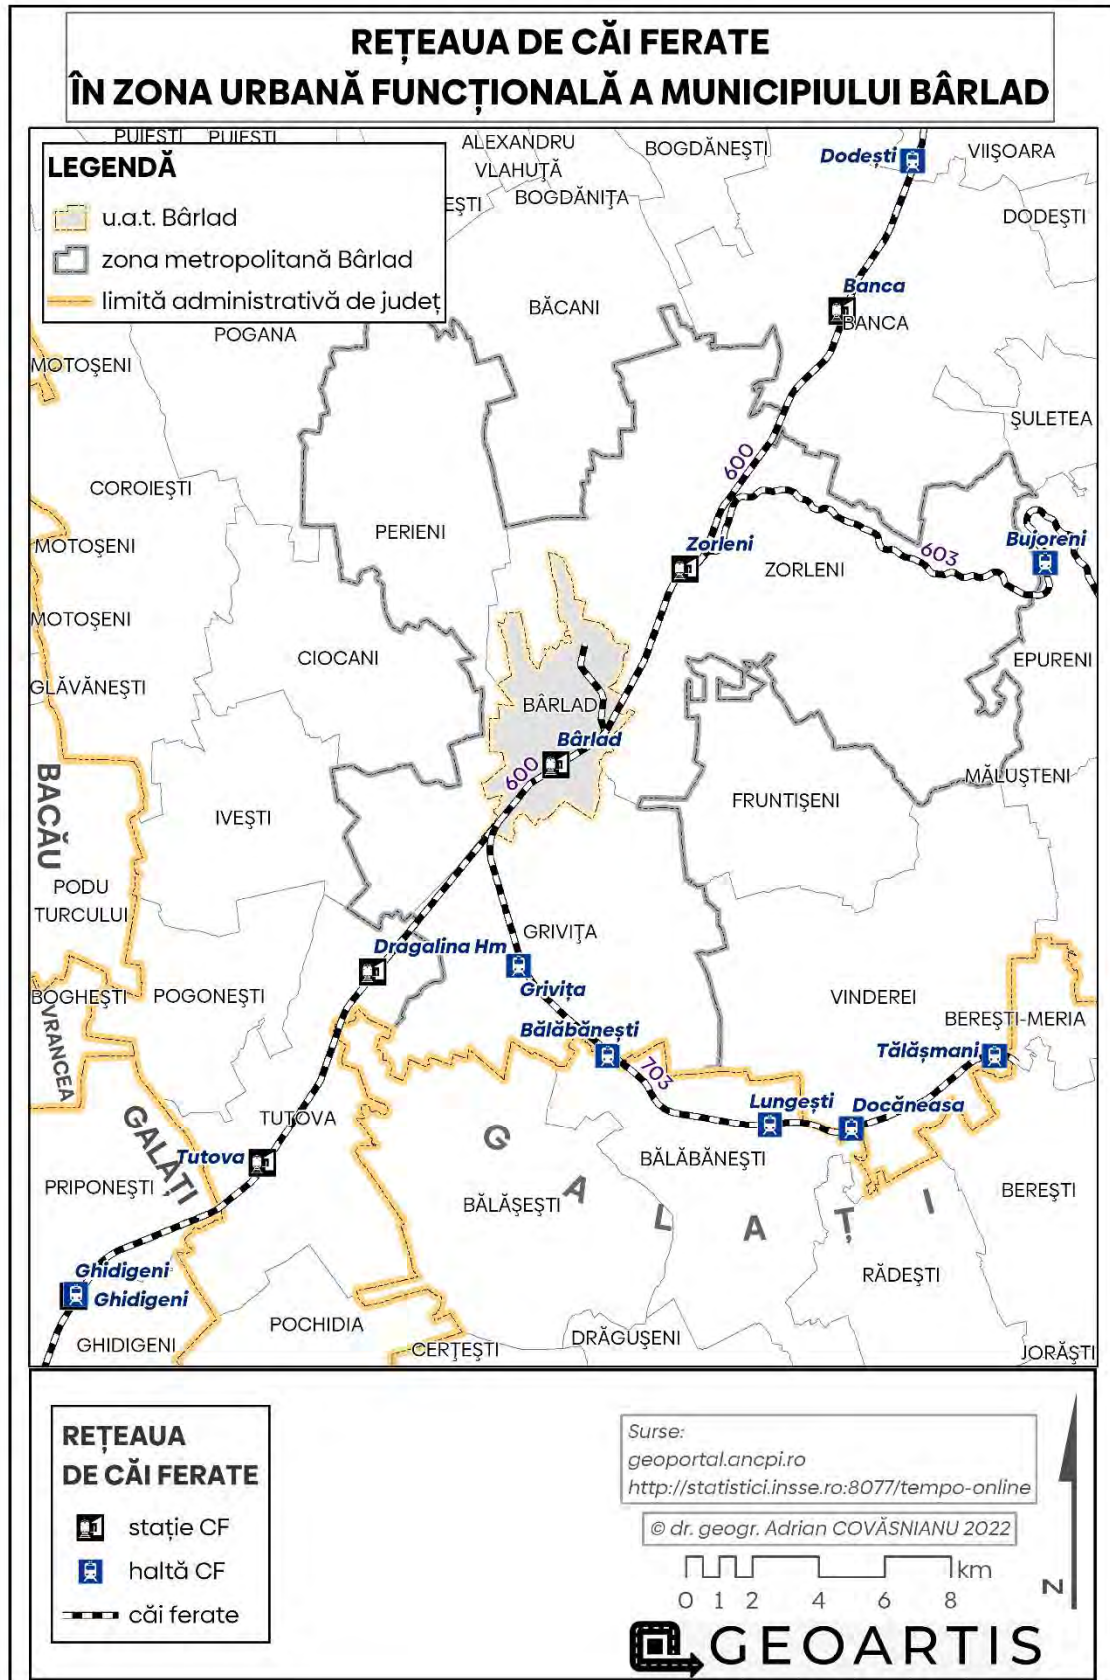 REȚEAUA DE CĂI FERATE
ÎN ZONA URBANĂ FUNCȚIONALĂ A MUNICIPIULUI BÂRLAD
PUIEȘTI PUIEȘTI
LEGENDĂ
u.a.t. Bârlad
zona metropolitană Bârlad
limită administrativă de județ
ALEXANDRU
VLAHUȚĂ
BOGDĂNEȘTI
Dodești
VIIȘOARA
EȘTI
BOGDĂNIȚA
DODEȘTI
Banca
BANCA
BĂCANI
POGANA
MOTOȘENI
ȘULETEA
600
COROIEȘTI
PERIENI
MOTOȘENI
Zorleni
ZORLENI
603
Bujoreni
MOTOȘENI
CIOCANI
EPURENI
GLĂVĂNEȘTI
BÂRLAD
Bârlad
600
BACĂU
MĂLUȘTENI
FRUNTIȘENI
IVEȘTI
PODU
TURCULUI
GRIVIȚA
Dragalina Hm
Grivița
BOGHEȘTI
POGONEȘTI
VINDEREI
BEREȘTI-MERIA
VRANCEA
Bălăbănești
Tălășmani
703
Lungești
Docăneasa
GALAȚI
TUTOVA
Tutova
GALAȚI
BĂLĂBĂNEȘTI
PRIPONEȘTI
BĂLĂȘEȘTI
BEREȘTI
RĂDEȘTI
Ghidigeni
Ghidigeni
GHIDIGENI
POCHIDIA
CERȚEȘTI
DRĂGUȘENI
JORĂȘTI
REȚEAUA
DE CĂI FERATE
stație CF
haltă CF
căi ferate
Surse:
geoportal.ancpi.ro
http://statistici.insse.ro:8077/tempo-online
© dr. geogr. Adrian COVĂSNIANU 2022
km
0 1 2 4 6 8
N
GEOARTIS